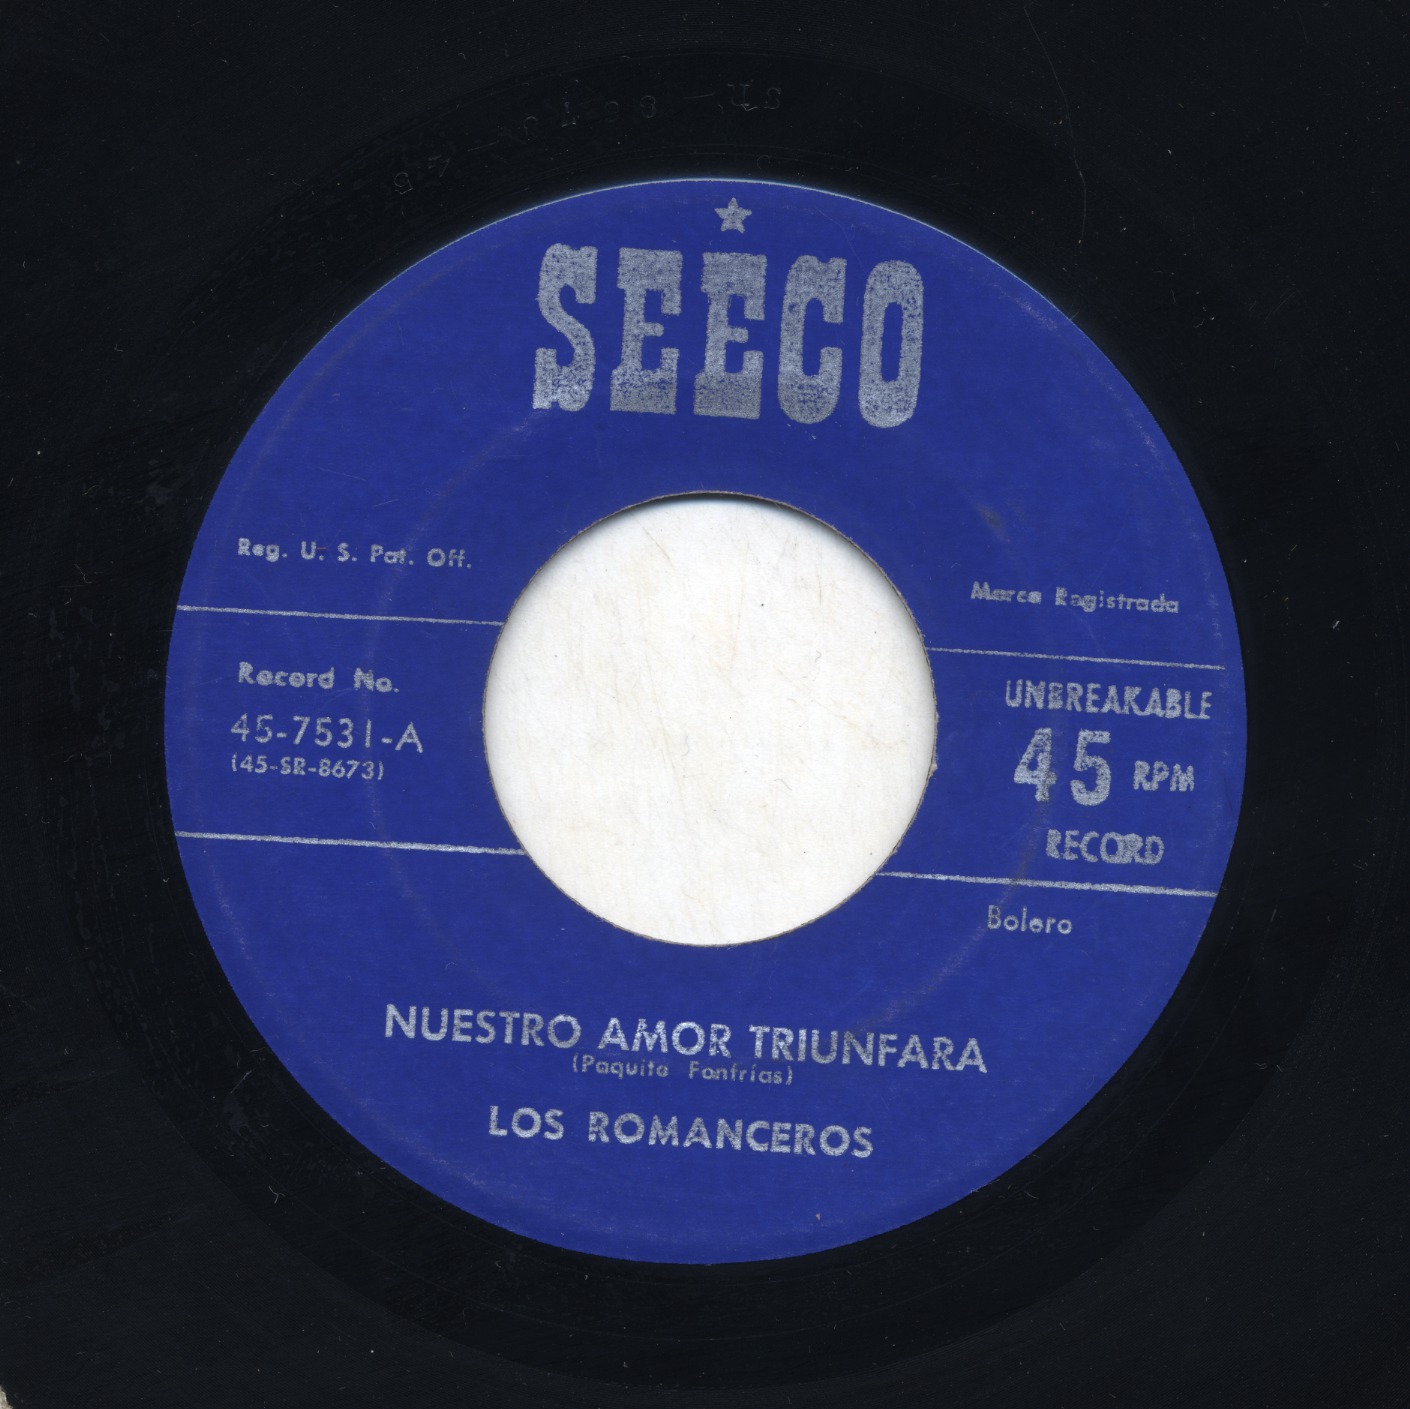 SEECO
Reg. U. S. Pat. Off.
Marca Registrada
Record No.
45-7531-A
(45-SR-8673)
UNBREAKABLE
45 RPM
RECORD
Bolero
NUESTRO AMOR TRIUNFARA
(Paquito Fonfrías)
LOS ROMANCEROS